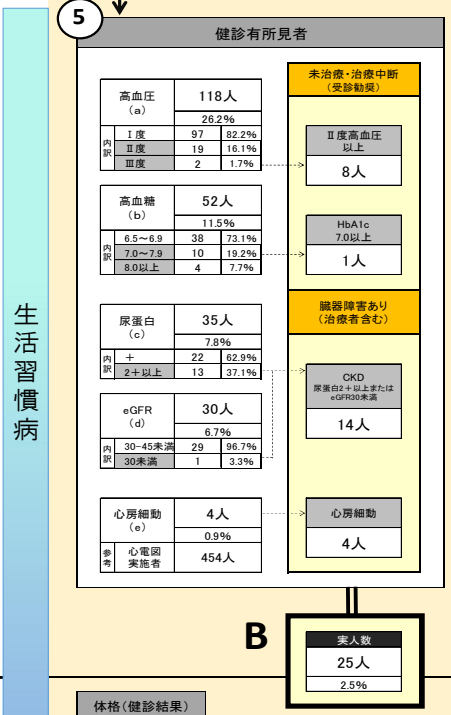 5
健診有所見者
生活習慣病
高血圧
(a)
118人
26.2%
内訳
Ⅰ度 97 82.2%
Ⅱ度 19 16.1%
Ⅲ度 2 1.7%
未治療・治療中断
(受診勧奨)
Ⅱ度高血圧
以上
8人
高血糖
(b)
52人
11.5%
内訳
6.5～6.9 38 73.1%
7.0～7.9 10 19.2%
8.0以上 4 7.7%
HbA1c
7.0以上
1人
臓器障害あり
(治療者含む)
尿蛋白
(c)
35人
7.8%
内訳
+ 22 62.9%
2+以上 13 37.1%
CKD
尿蛋白2+以上または
eGFR30未満
14人
eGFR
(d)
30人
6.7%
内訳
30-45未満 29 96.7%
30未満 1 3.3%
心房細動
(e)
4人
0.9%
参考
心電図
実施者
454人
心房細動
4人
B
実人数
25人
2.5%
体格(健診結果)